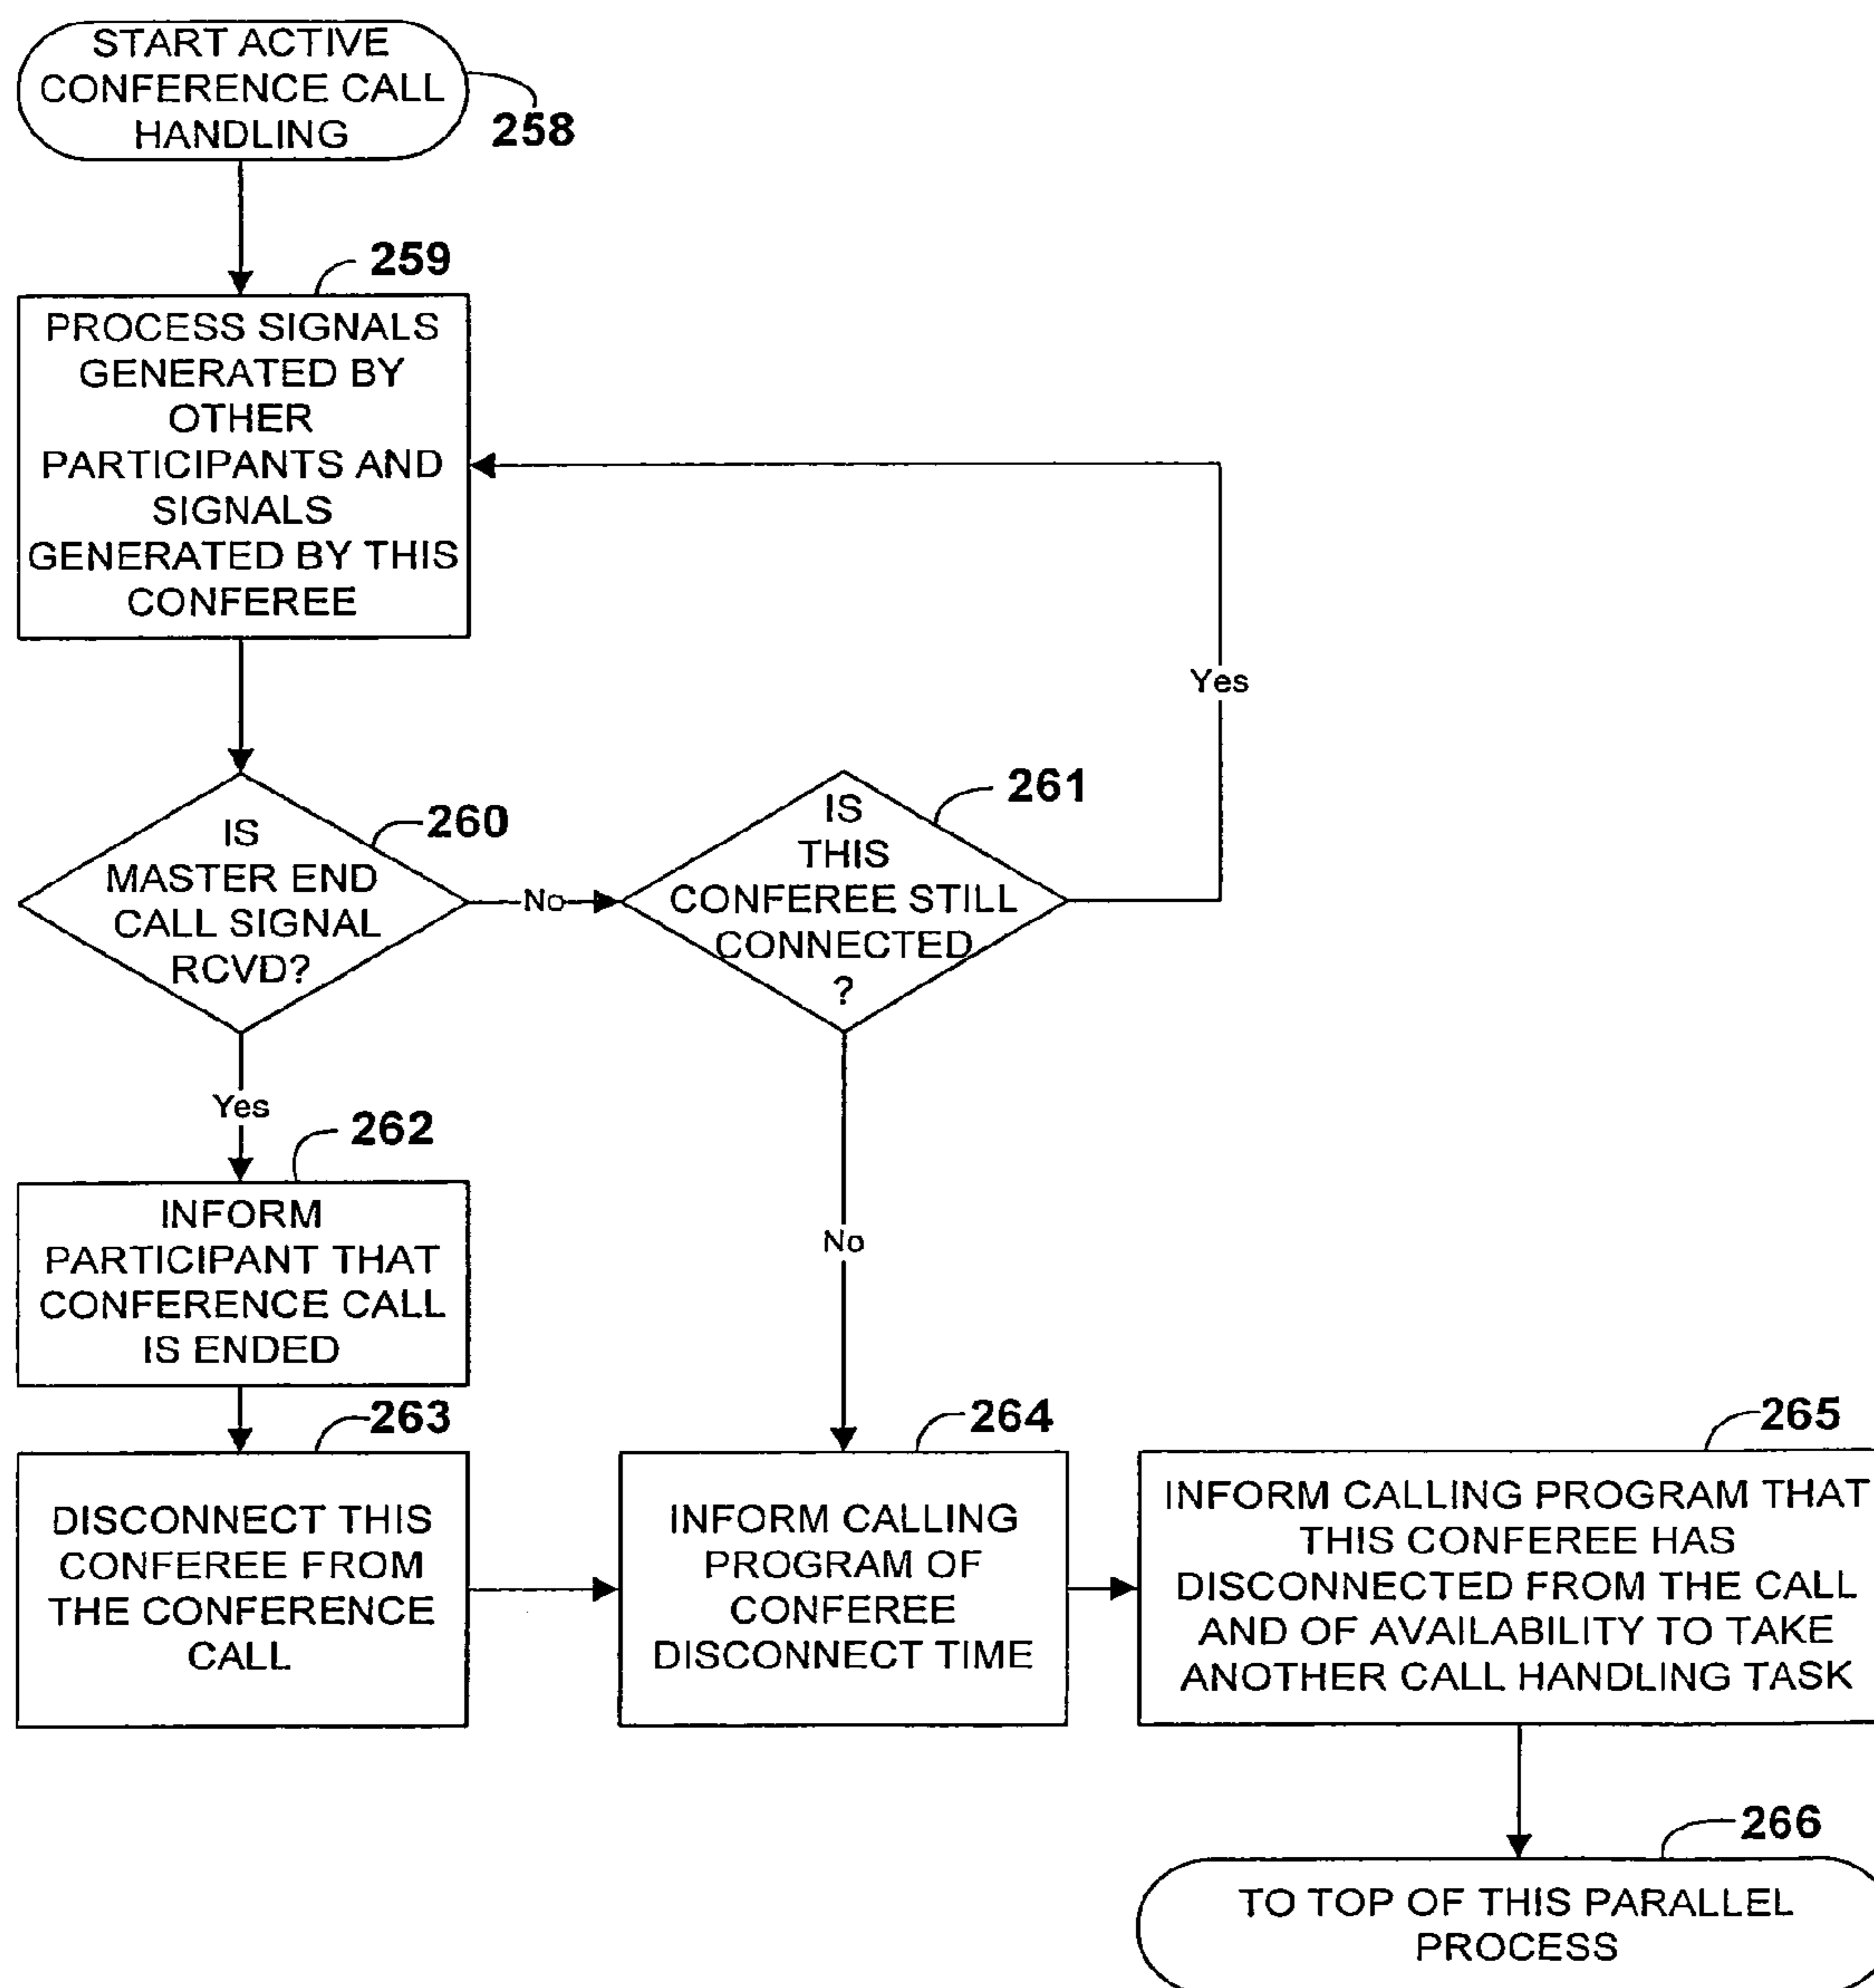 START ACTIVE
CONFERENCE CALL
HANDLING
258
259
PROCESS SIGNALS
GENERATED BY
OTHER
PARTICIPANTS AND
SIGNALS
GENERATED BY THIS
CONFEREE
Yes
260
IS
MASTER END
CALL SIGNAL
RCVD?
No
261
IS
THIS
CONFEREE STILL
CONNECTED
?
Yes
No
262
INFORM
PARTICIPANT THAT
CONFERENCE CALL
IS ENDED
263
DISCONNECT THIS
CONFEREE FROM
THE CONFERENCE
CALL
264
INFORM CALLING
PROGRAM OF
CONFEREE
DISCONNECT TIME
265
INFORM CALLING PROGRAM THAT
THIS CONFEREE HAS
DISCONNECTED FROM THE CALL
AND OF AVAILABILITY TO TAKE
ANOTHER CALL HANDLING TASK
266
TO TOP OF THIS PARALLEL
PROCESS